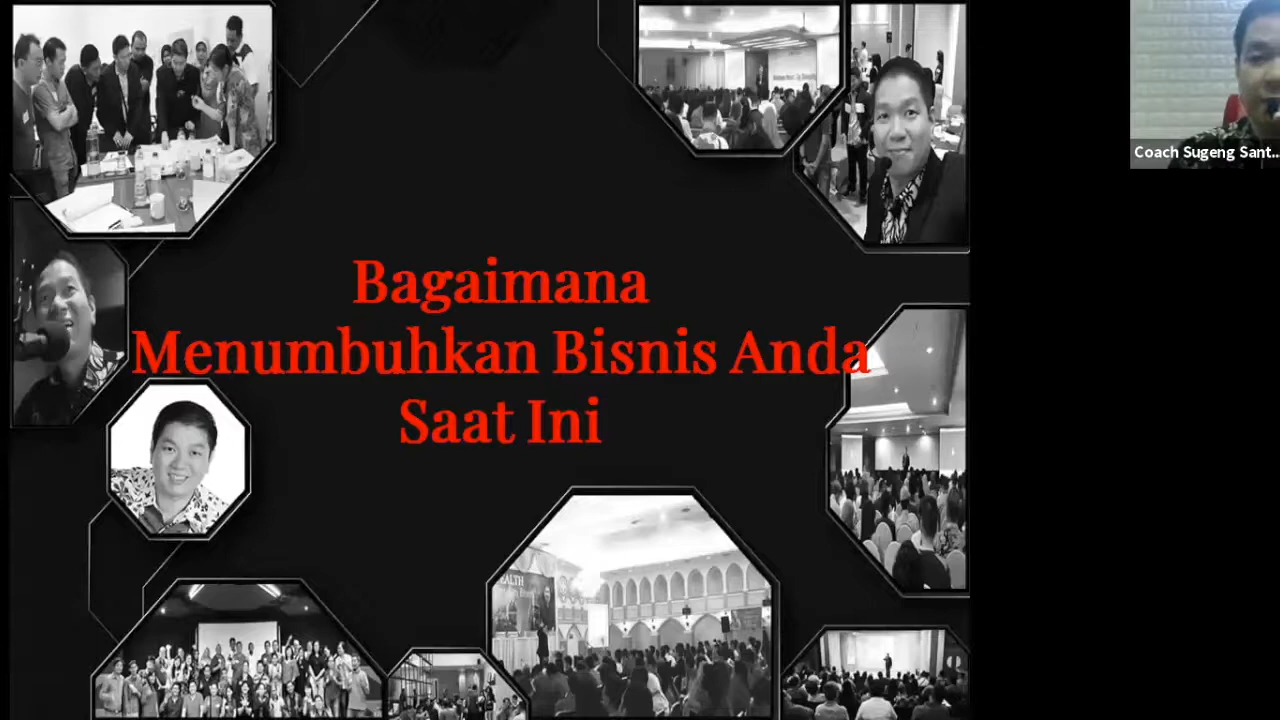 Bagaimana
Menumbuhkan Bisnis Anda
Saat Ini
Coach Sugeng Sant...